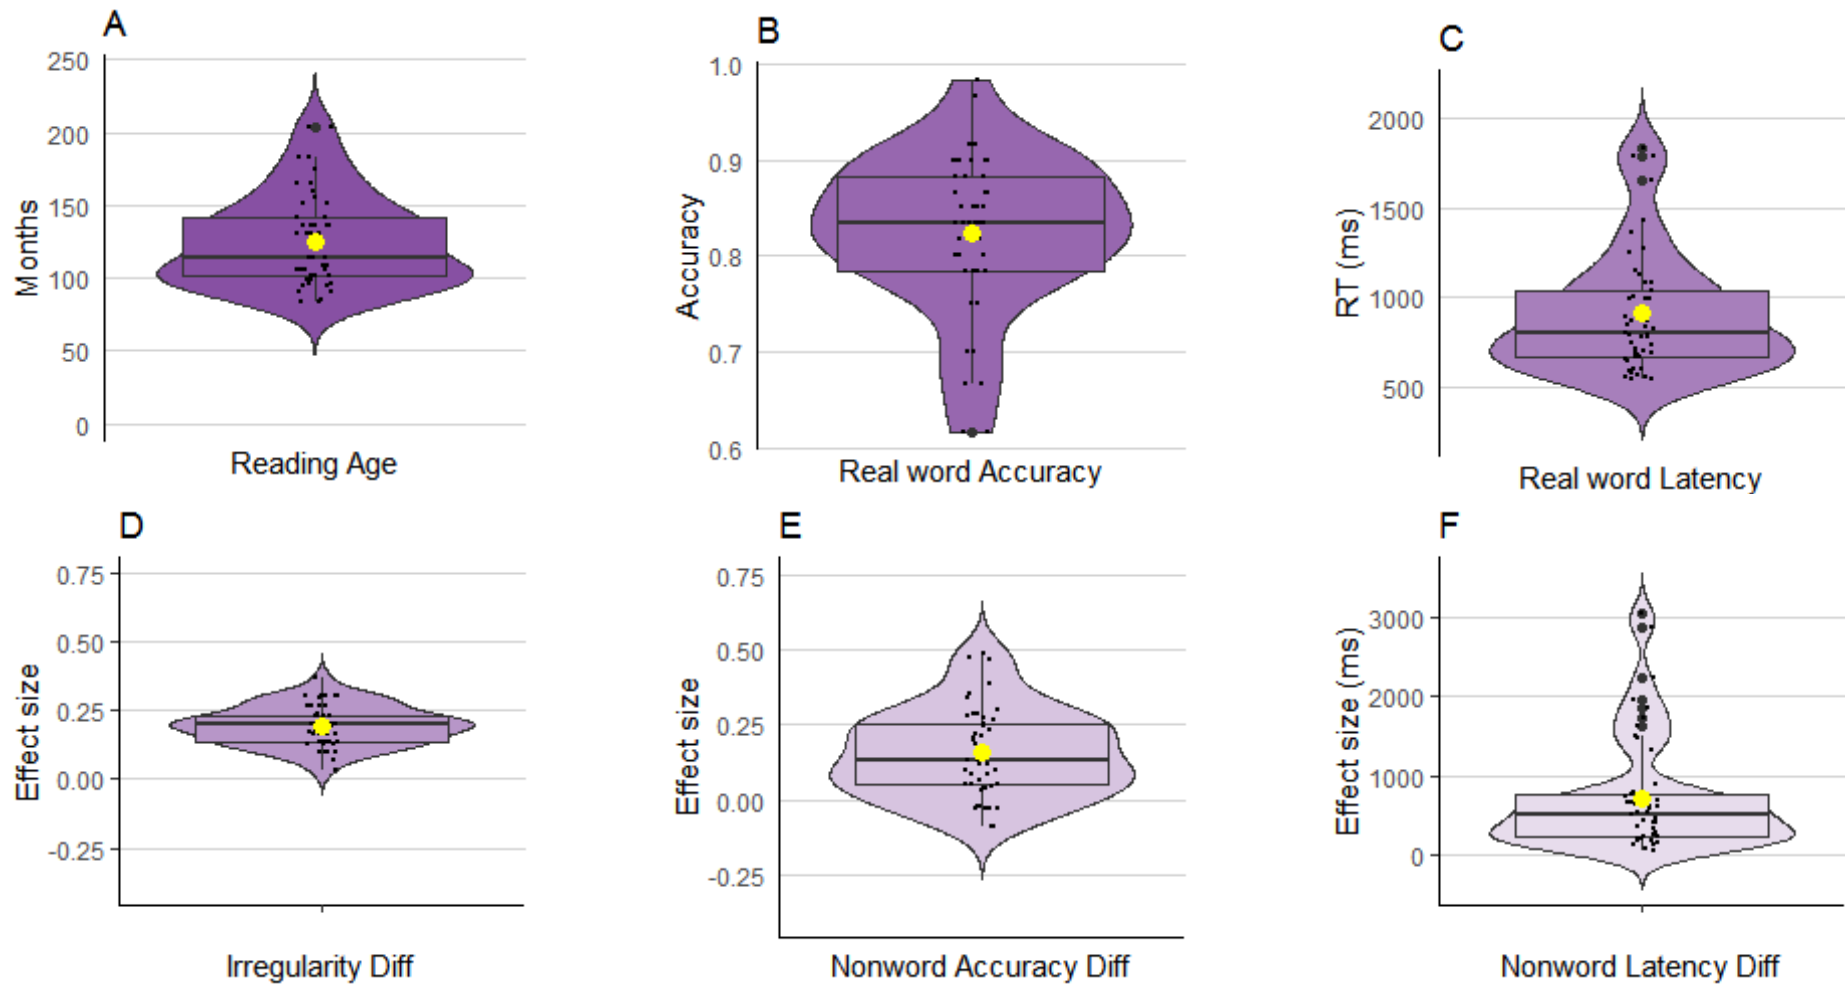 A
250
200
150
100
50
0
Months
Reading Age
B
1.0
0.9
0.8
0.7
0.6
Accuracy
Real word Accuracy
C
2000
1500
1000
500
RT (ms)
Real word Latency
D
0.75
0.50
0.25
0.00
-0.25
Effect size
Irregularity Diff
E
0.75
0.50
0.25
0.00
-0.25
Effect size
Nonword Accuracy Diff
F
3000
2000
1000
0
Effect size (ms)
Nonword Latency Diff